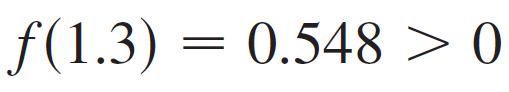 f(1.3) = 0.548 > 0